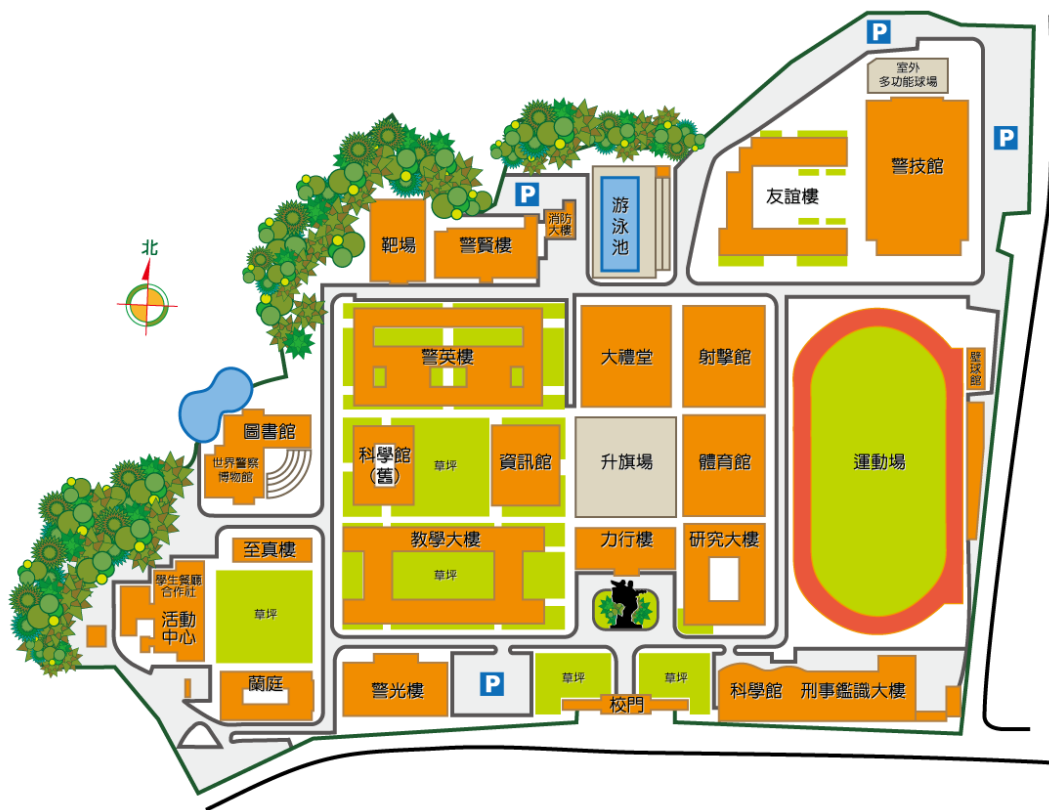 P
室外
多功能球場
P
警技館
友誼樓
P
消防
大樓
游
泳
池
靶場
警賢樓
北
警英樓
大禮堂
射擊館
壁球館
圖書館
世界警察
博物館
科學館
(舊)
草坪
資訊館
升旗場
體育館
運動場
教學大樓
草坪
力行樓
研究大樓
至真樓
學生餐廳
合作社
活動
中心
草坪
蘭庭
警光樓
P
草坪
校門
草坪
科學館
刑事鑑識大樓